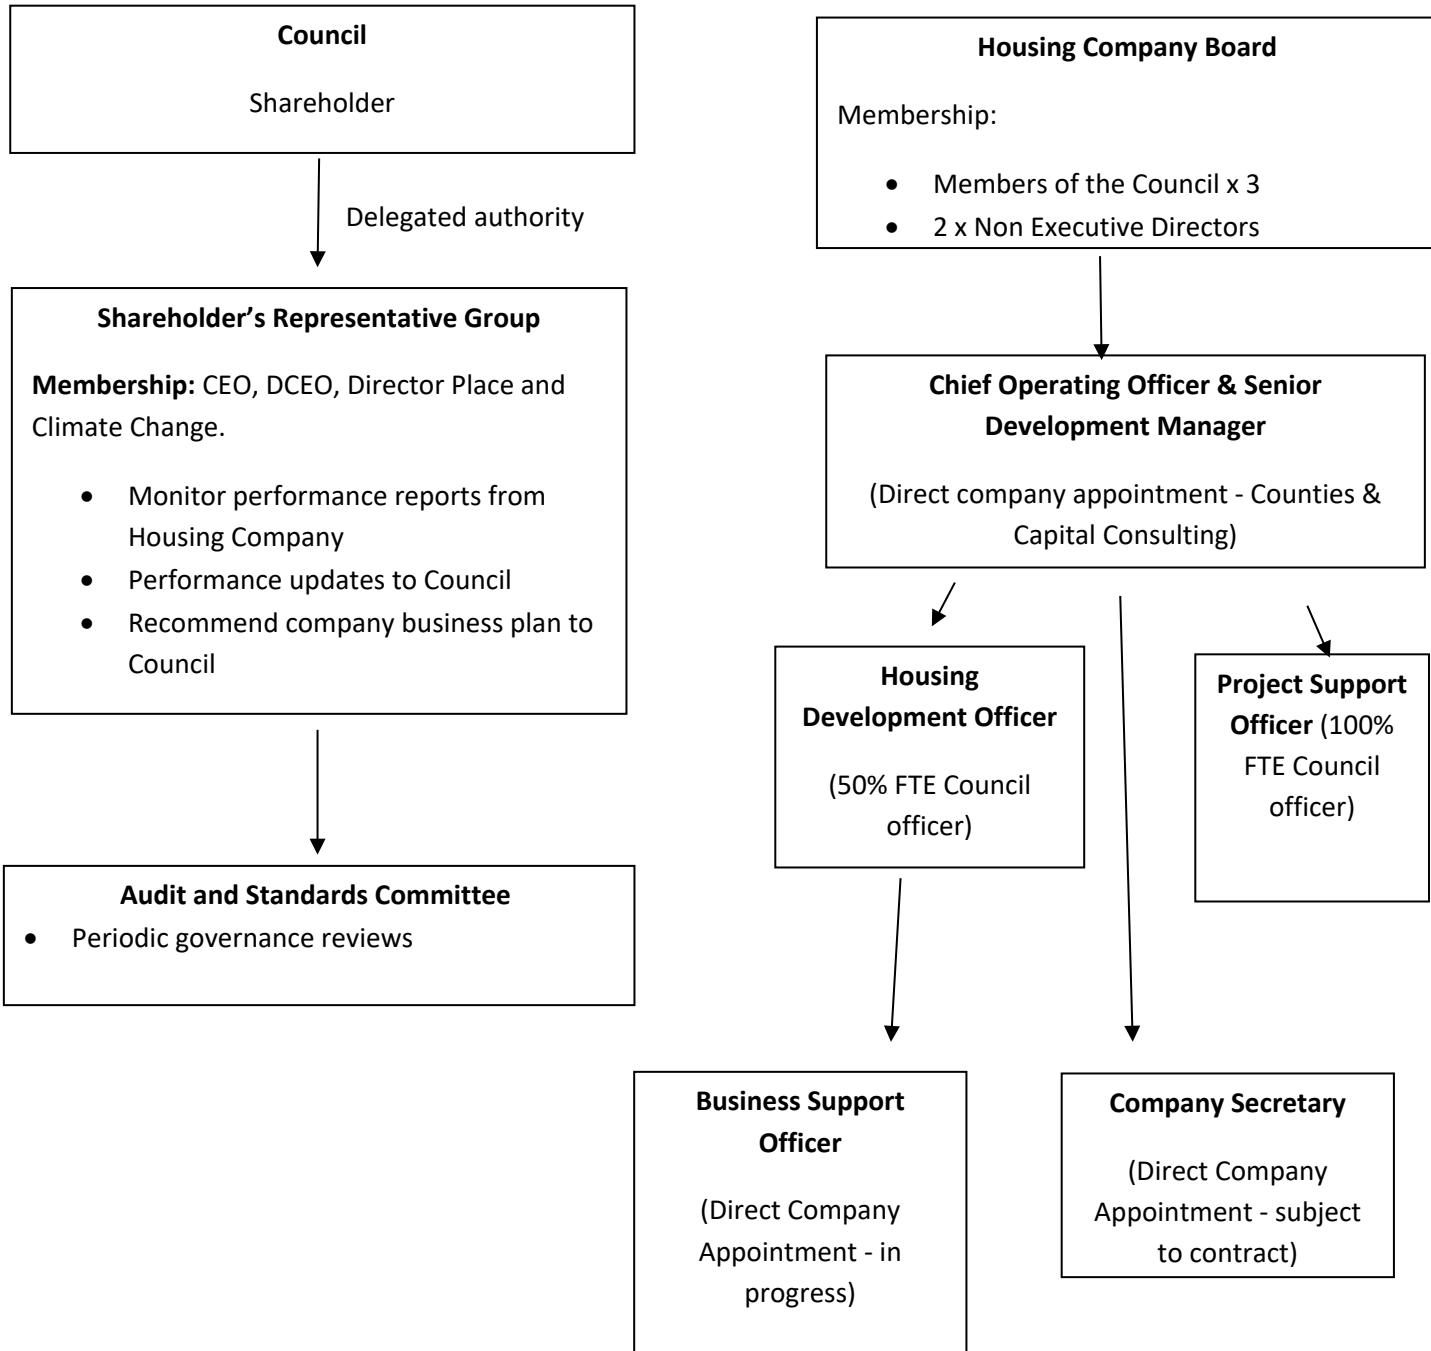 Council
Shareholder
Delegated authority
Shareholder’s Representative Group
Membership: CEO, DCEO, Director Place and
Climate Change.
• Monitor performance reports from
Housing Company
• Performance updates to Council
• Recommend company business plan to
Council
Audit and Standards Committee
• Periodic governance reviews
Housing Company Board
Membership:
• Members of the Council x 3
• 2 x Non Executive Directors
Chief Operating Officer & Senior
Development Manager
(Direct company appointment - Counties &
Capital Consulting)
Housing
Development Officer
(50% FTE Council
officer)
Project Support
Officer (100%
FTE Council
officer)
Business Support
Officer
(Direct Company
Appointment - in
progress)
Company Secretary
(Direct Company
Appointment - subject
to contract)